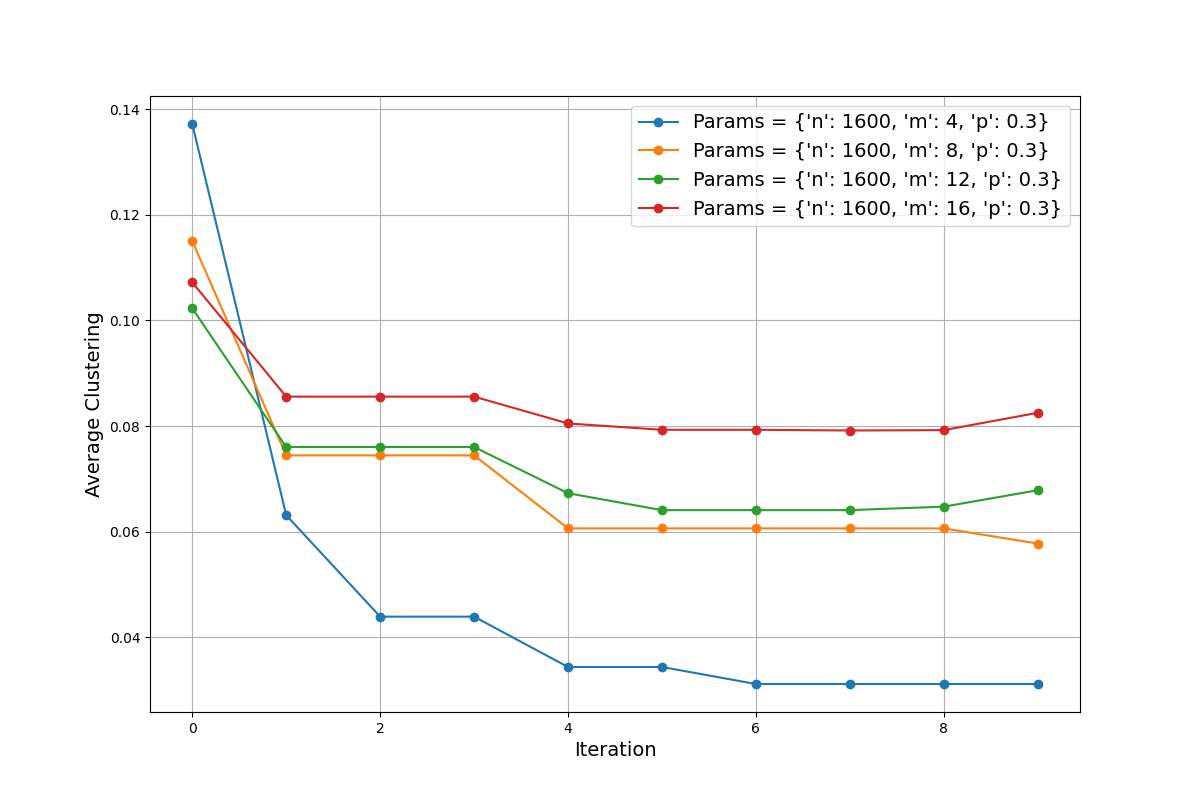 Params = {'n': 1600, 'm': 4, 'p': 0.3}
Params = {'n': 1600, 'm': 8, 'p': 0.3}
Params = {'n': 1600, 'm': 12, 'p': 0.3}
Params = {'n': 1600, 'm': 16, 'p': 0.3}
Average Clustering
0.14
0.12
0.10
0.08
0.06
0.04
0 2 4 6 8
Iteration